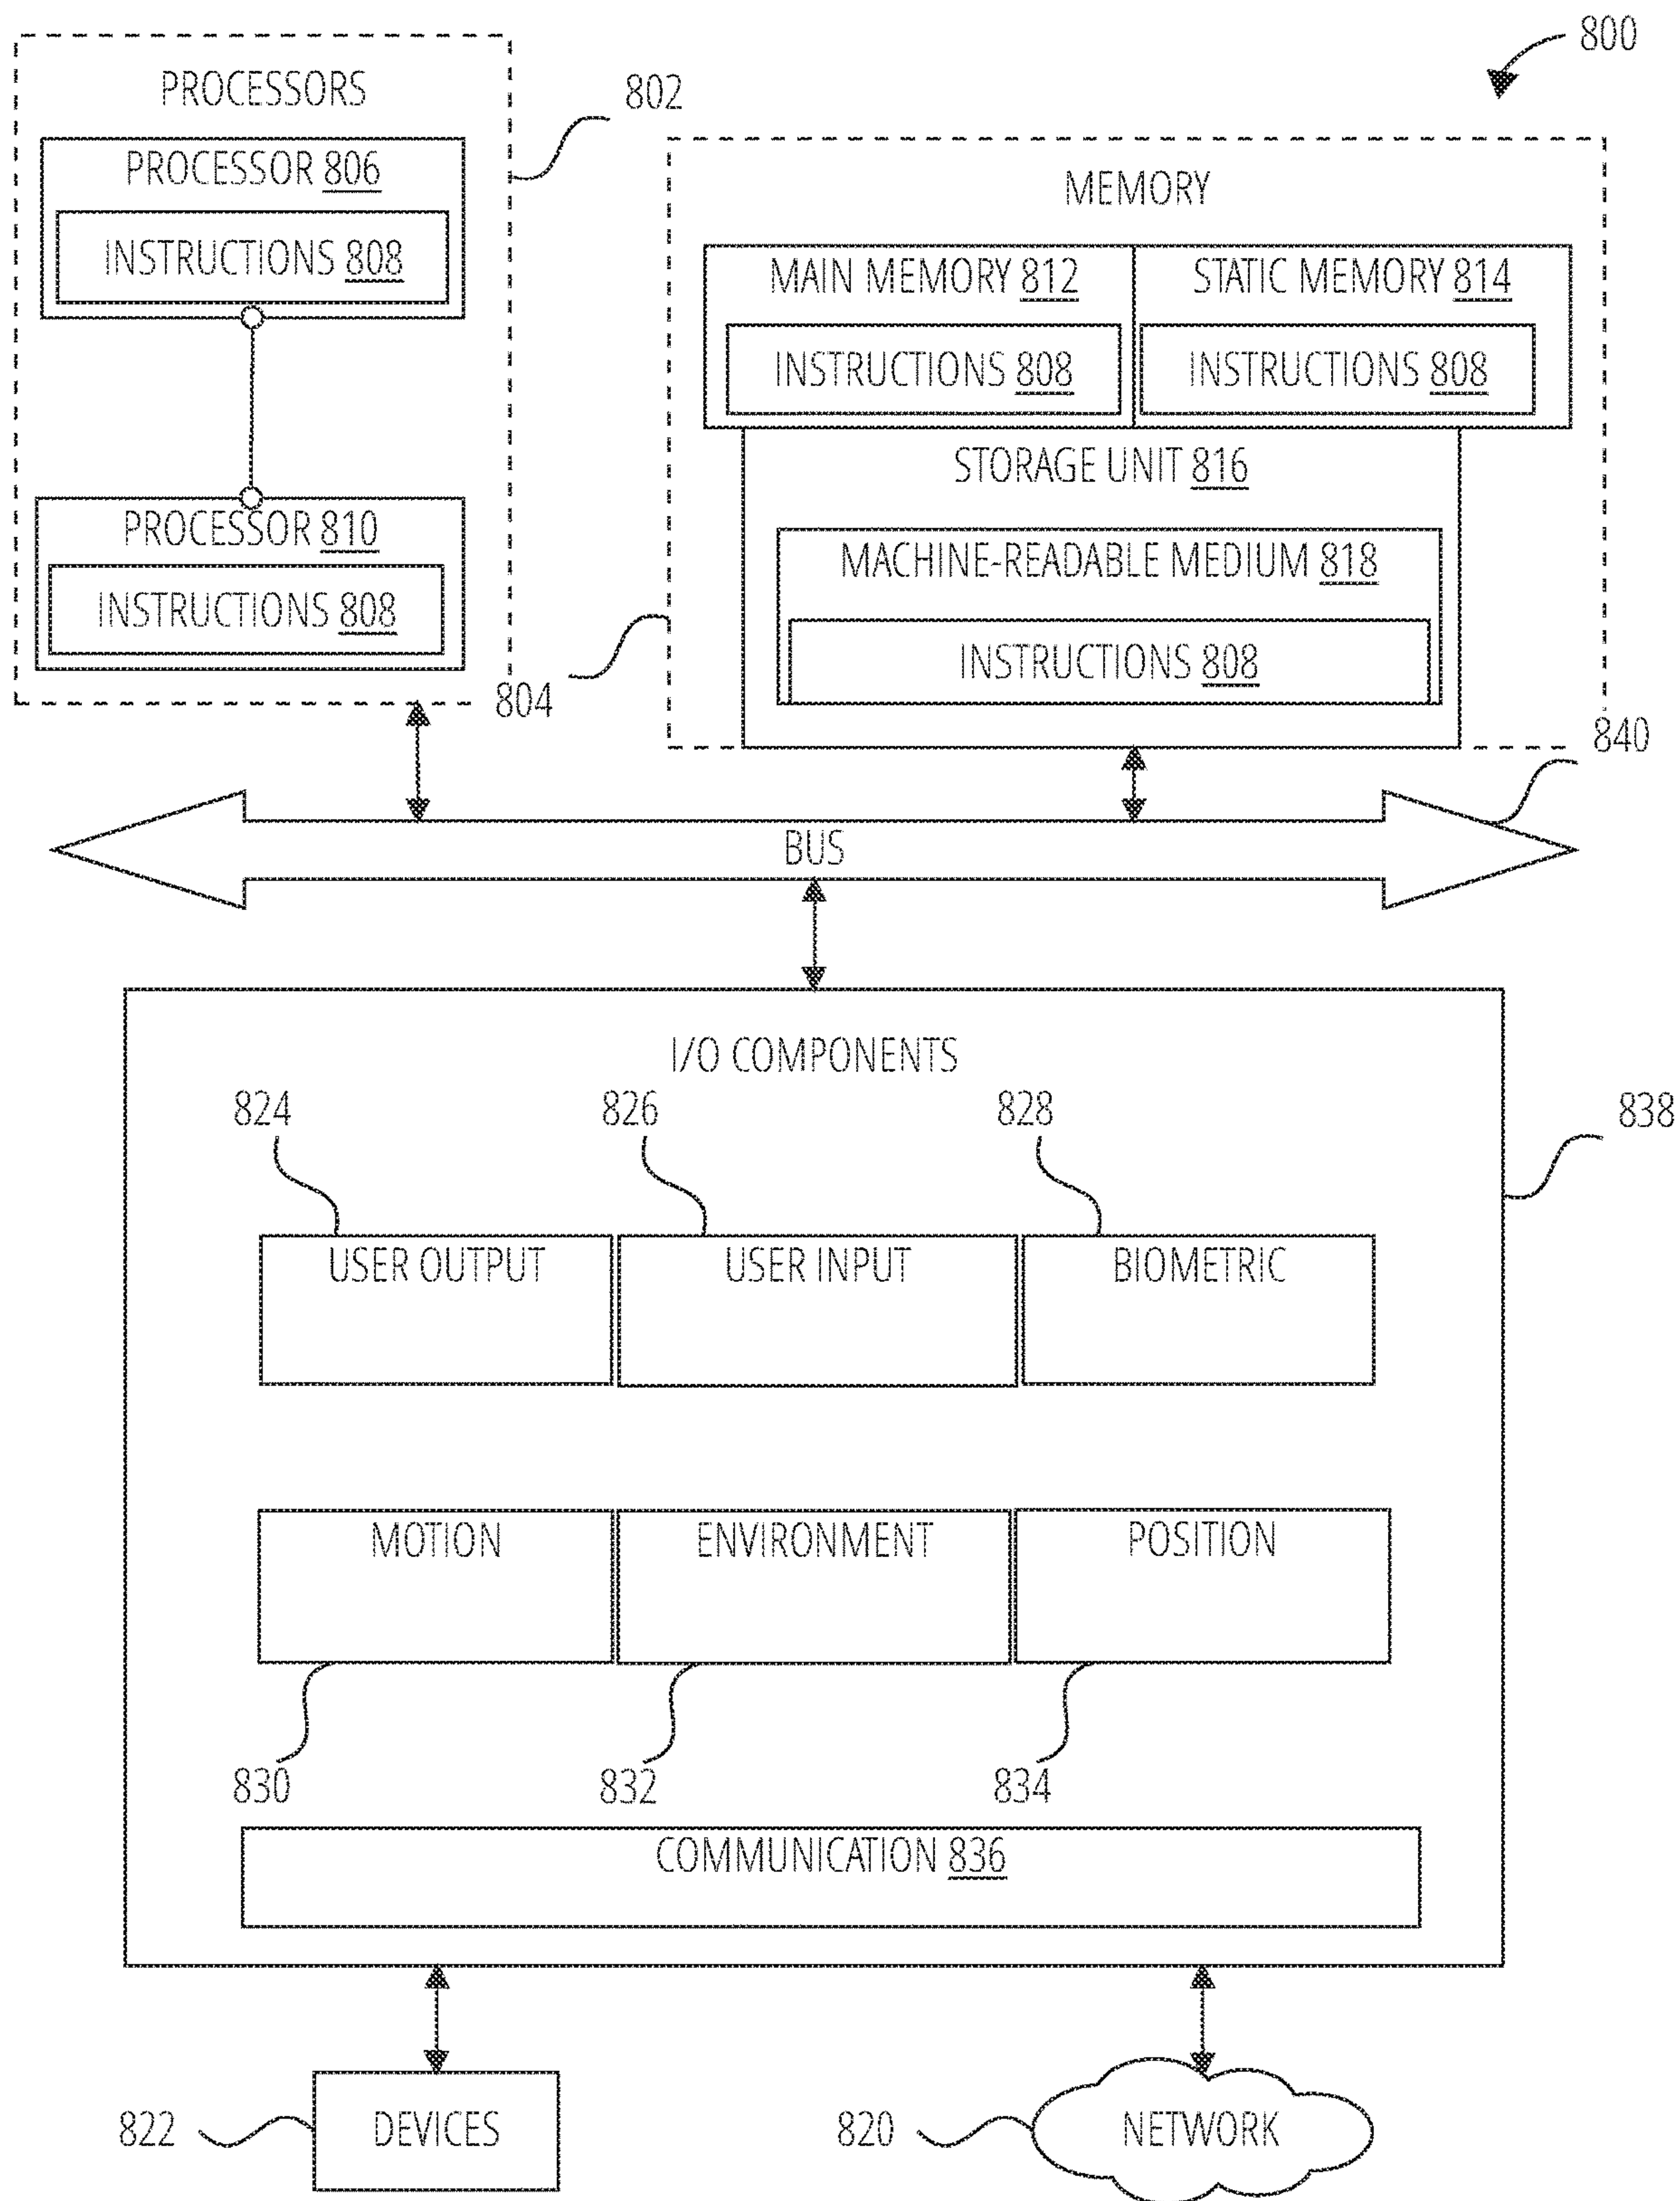 800
PROCESSORS
802
PROCESSOR 806
INSTRUCTIONS 808
PROCESSOR 810
INSTRUCTIONS 808
804
MEMORY
MAIN MEMORY 812
STATIC MEMORY 814
INSTRUCTIONS 808
INSTRUCTIONS 808
STORAGE UNIT 816
MACHINE-READABLE MEDIUM 818
INSTRUCTIONS 808
840
BUS
I/O COMPONENTS
838
824
826
828
USER OUTPUT
USER INPUT
BIOMETRIC
MOTION
ENVIRONMENT
POSITION
830
832
834
COMMUNICATION 836
822
DEVICES
820
NETWORK